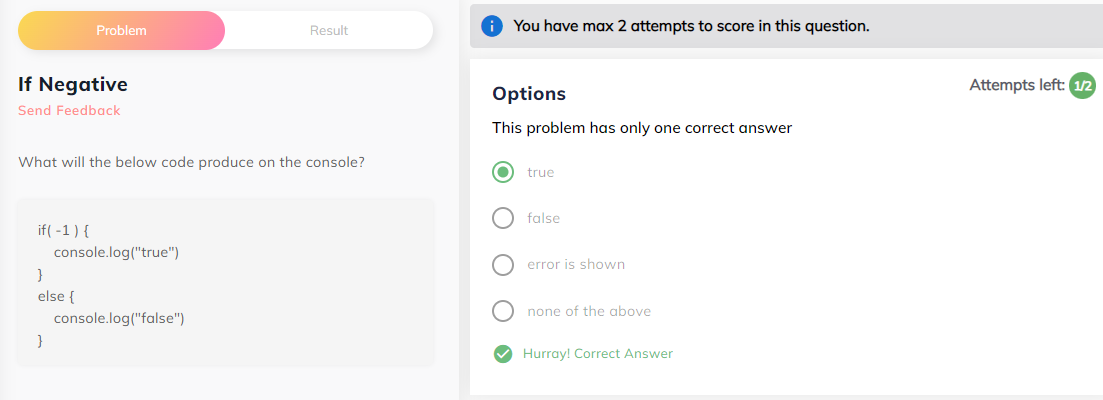 Problem
Result
If Negative
Send Feedback
What will the below code produce on the console?
if( -1 ) {
console.log("true")
}
else {
console.log("false")
}
You have max 2 attempts to score in this question.
Options
Attempts left: 1/2
This problem has only one correct answer
true
false
error is shown
none of the above
Hurray! Correct Answer